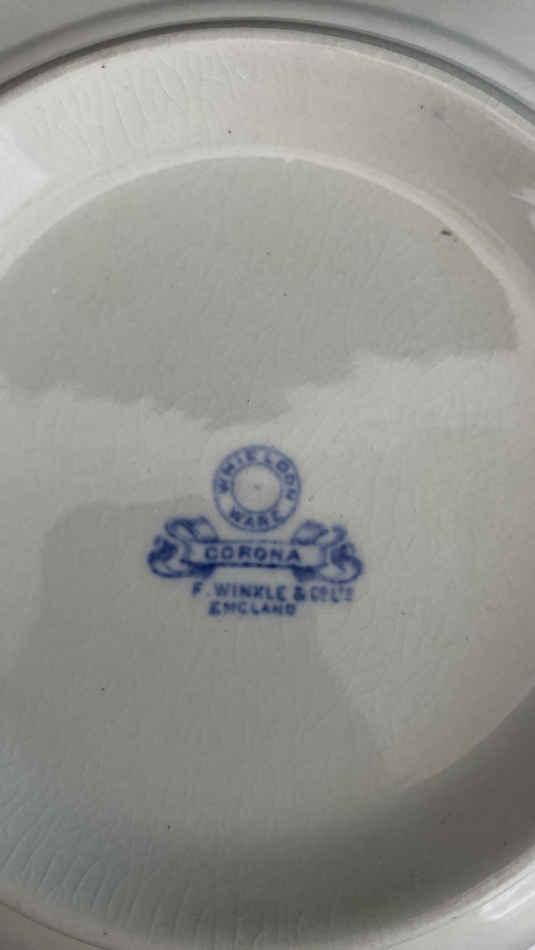 WHIELDON
WARE
CORONA
F. WINKLE & CO LTD
ENGLAND